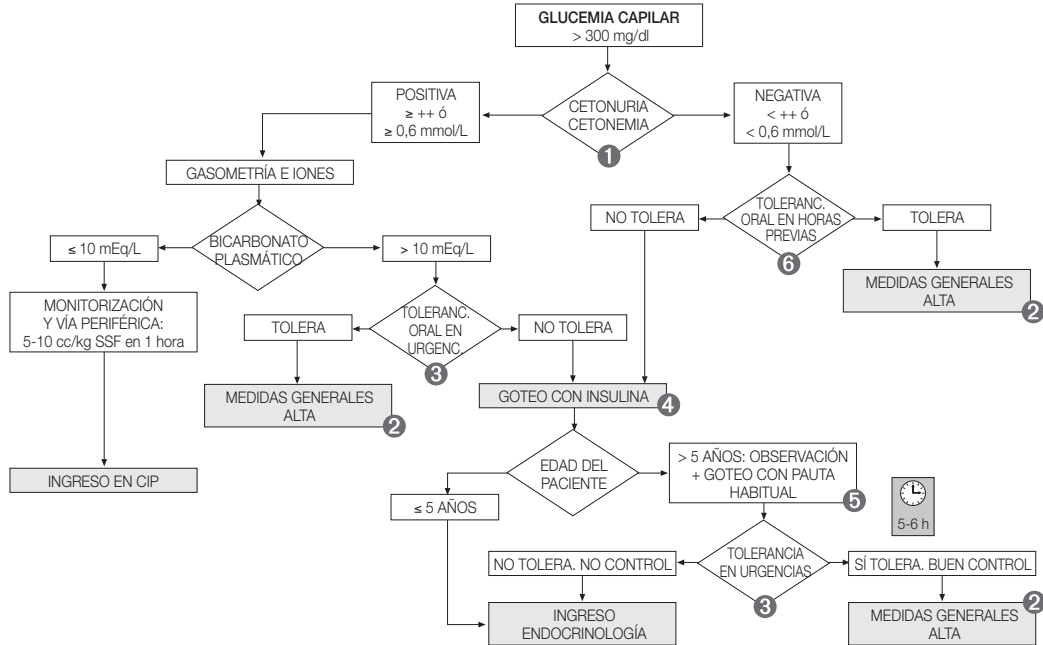 GLUCEMIA CAPILAR
> 300 mg/dl
POSITIVA
≥ ++ ó
≥ 0,6 mmol/L
CETONURIA
CETONEMIA
1
NEGATIVA
< ++ ó
< 0,6 mmol/L
GASOMETRÍA E IONES
NO TOLERA
TOLERANC.
ORAL EN HORAS
PREVIAS
6
TOLERA
≤ 10 mEq/L
BICARBONATO
PLASMÁTICO
> 10 mEq/L
MEDIDAS GENERALES
ALTA
2
MONITORIZACIÓN
Y VÍA PERIFÉRICA:
5-10 cc/kg SSF en 1 hora
TOLERA
TOLERANC.
ORAL EN
URGENC.
3
NO TOLERA
MEDIDAS GENERALES
ALTA
2
GOTEO CON INSULINA
4
INGRESO EN CIP
EDAD DEL
PACIENTE
> 5 AÑOS: OBSERVACIÓN
+ GOTEO CON PAUTA
HABITUAL
5
≤ 5 AÑOS
5-6 h
NO TOLERA. NO CONTROL
TOLERANCIA
EN URGENCIAS
3
SÍ TOLERA. BUEN CONTROL
INGRESO
ENDOCRINOLOGÍA
MEDIDAS GENERALES
ALTA
2